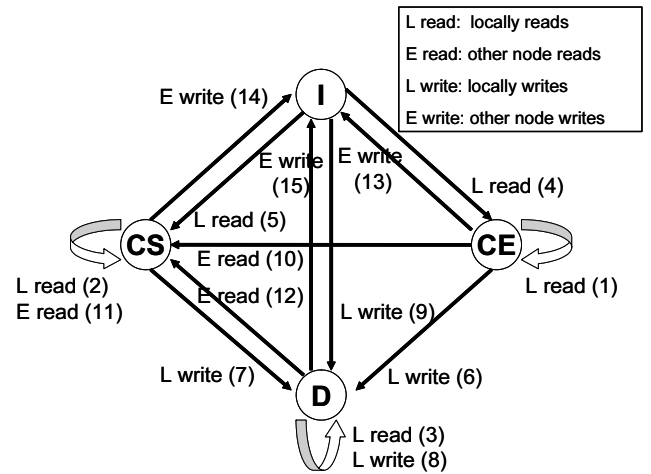 L read: locally reads
E read: other node reads
L write: locally writes
E write: other node writes
I
E write (14)
E write
(15)
E write
(13)
L read (4)
L read (5)
CS
CE
E read (10)
L read (2)
E read (11)
L read (1)
E read (12)
L write (9)
L write (7)
L write (6)
D
L read (3)
L write (8)